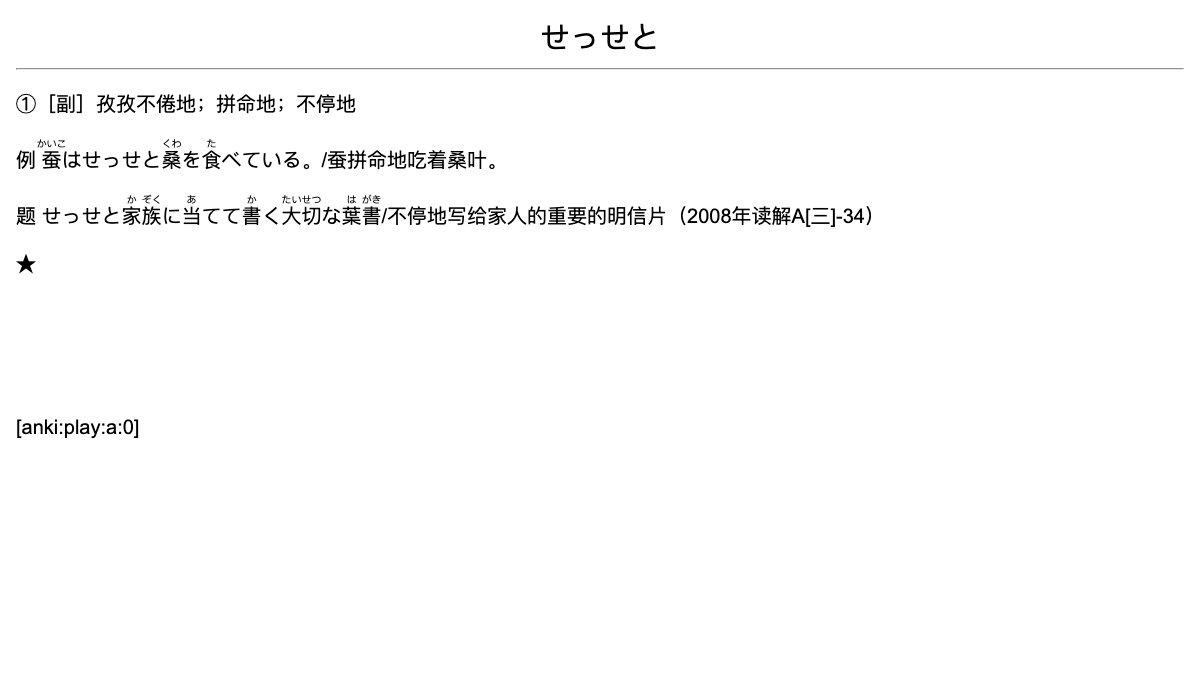 せっせと
①［副］孜孜不倦地；拼命地；不停地
かいこ くわ た
例 蚕はせっせと桑を食べている。/蚕拼命地吃着桑叶。
か ぞく あ か たいせつ は がき
题 せっせと家族に当てて書く大切な葉書/不停地写给家人的重要的明信片（2008年读解A[三]-34）
★
[anki:play:a:0]